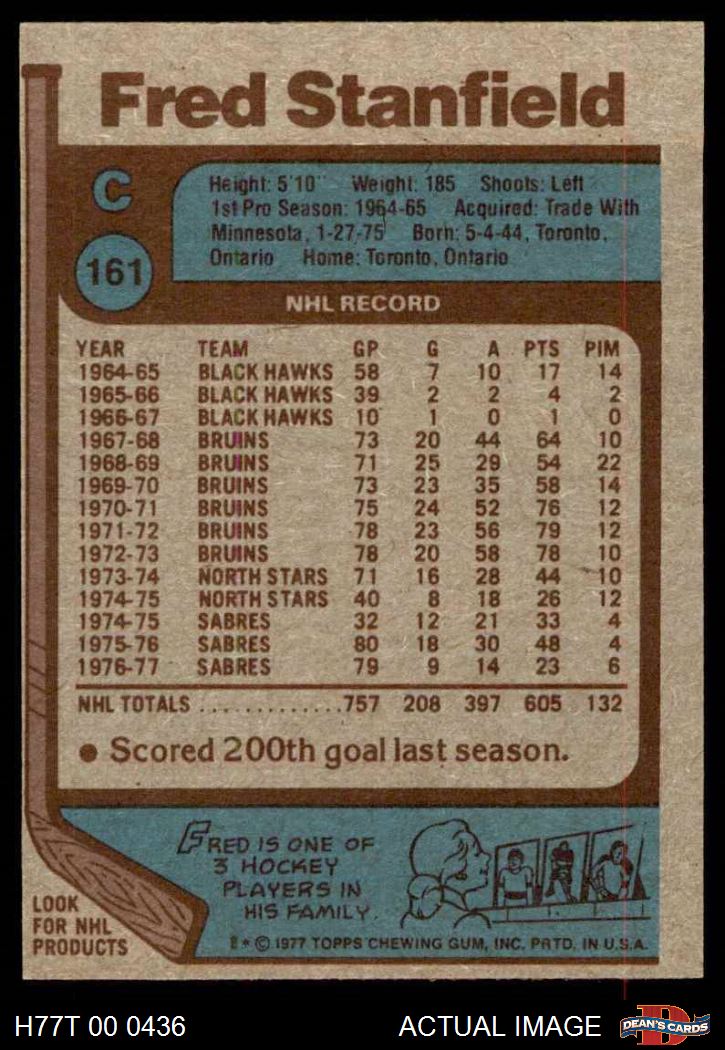 Fred Stanfield
C
161
Height: 5'10" Weight: 185 Shoots: Left
1st Pro Season: 1964-65 Acquired: Trade With
Minnesota, 1-27-75 Born: 5-4-44, Toronto,
Ontario Home: Toronto, Ontario
NHL RECORD
YEAR TEAM GP G A PTS PIM
1964-65 BLACK HAWKS 58 7 10 17 14
1965-66 BLACK HAWKS 39 2 2 4 2
1966-67 BLACK HAWKS 10 1 0 1 0
1967-68 BRUINS 73 20 44 64 10
1968-69 BRUINS 71 25 29 54 22
1969-70 BRUINS 73 23 35 58 14
1970-71 BRUINS 75 24 52 76 12
1971-72 BRUINS 78 23 56 79 12
1972-73 BRUINS 78 20 58 78 10
1973-74 NORTH STARS 71 16 28 44 10
1974-75 NORTH STARS 40 8 18 26 12
1974-75 SABRES 32 12 21 33 4
1975-76 SABRES 80 18 30 48 4
1976-77 SABRES 79 9 14 23 6
NHL TOTALS .............757 208 397 605 132
● Scored 200th goal last season.
FRED IS ONE OF
3 HOCKEY
PLAYERS IN
HIS FAMILY.
LOOK
FOR NHL
PRODUCTS
* © 1977 TOPPS CHEWING GUM, INC. PRTD. IN U.S.A.
H77T 00 0436 ACTUAL IMAGE
DEAN'S CARDS